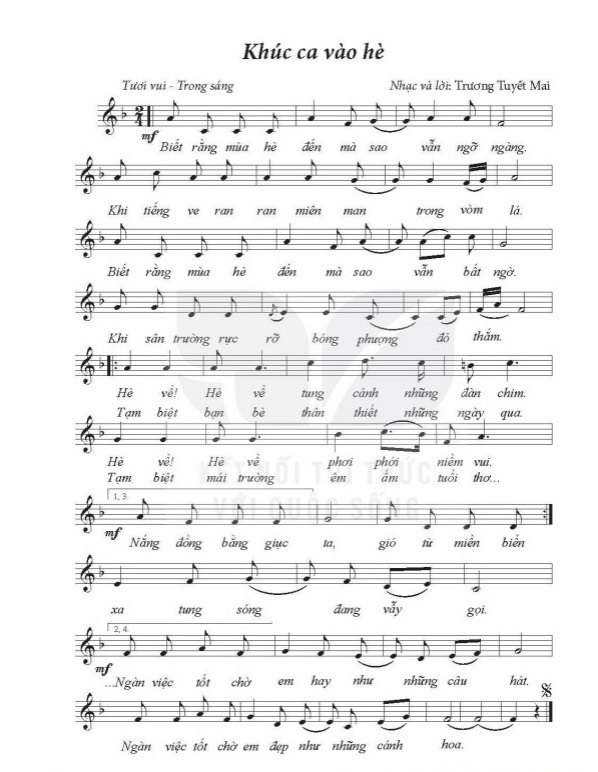 Khúc ca vào hè
Tươi vui - Trong sáng
Nhạc và lời: Trương Tuyết Mai
2
4
mf
Biết rằng mùa hè đến mà sao vẫn ngỡ ngàng.
Khi tiếng ve ran ran miên man trong vòm lá.
Biết rằng mùa hè đến mà sao vẫn bất ngờ.
Khi sân trường rực rỡ bóng phượng đỏ thắm.
Hè về! Hè về tung cánh những đàn chim.
Tạm biệt bạn bè thân thiết những ngày qua.
Hè về! Hè về phơi phới niềm vui.
Tạm biệt mái trường êm ấm tuổi thơ...
KẾT NỐI TRI THỨC
VỚI CUỘC SỐNG
1, 3.
mf
Nắng đồng bằng giục ta, gió từ miền biển
xa tung sóng đang vẫy gọi.
2, 4.
mf
...Ngàn việc tốt chờ em hay như những câu hát.
Ngàn việc tốt chờ em đẹp như những cánh hoa.